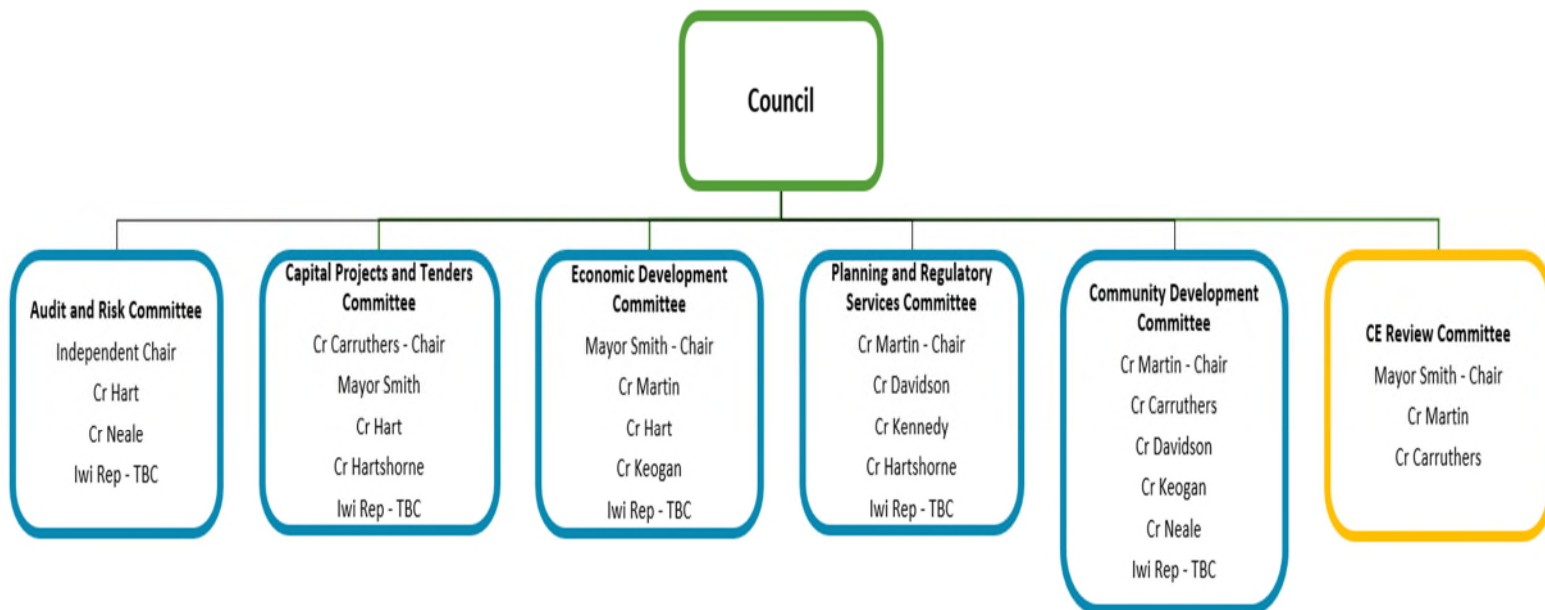 Council
Audit and Risk Committee
Independent Chair
Cr Hart
Cr Neale
Iwi Rep - TBC
Capital Projects and Tenders
Committee
Cr Carruthers - Chair
Mayor Smith
Cr Hart
Cr Hartshorne
Iwi Rep - TBC
Economic Development
Committee
Mayor Smith - Chair
Cr Martin
Cr Hart
Cr Keogan
Iwi Rep - TBC
Planning and Regulatory
Services Committee
Cr Martin - Chair
Cr Davidson
Cr Kennedy
Cr Hartshorne
Iwi Rep - TBC
Community Development
Committee
Cr Martin - Chair
Cr Carruthers
Cr Davidson
Cr Keogan
Cr Neale
Iwi Rep - TBC
CE Review Committee
Mayor Smith - Chair
Cr Martin
Cr Carruthers